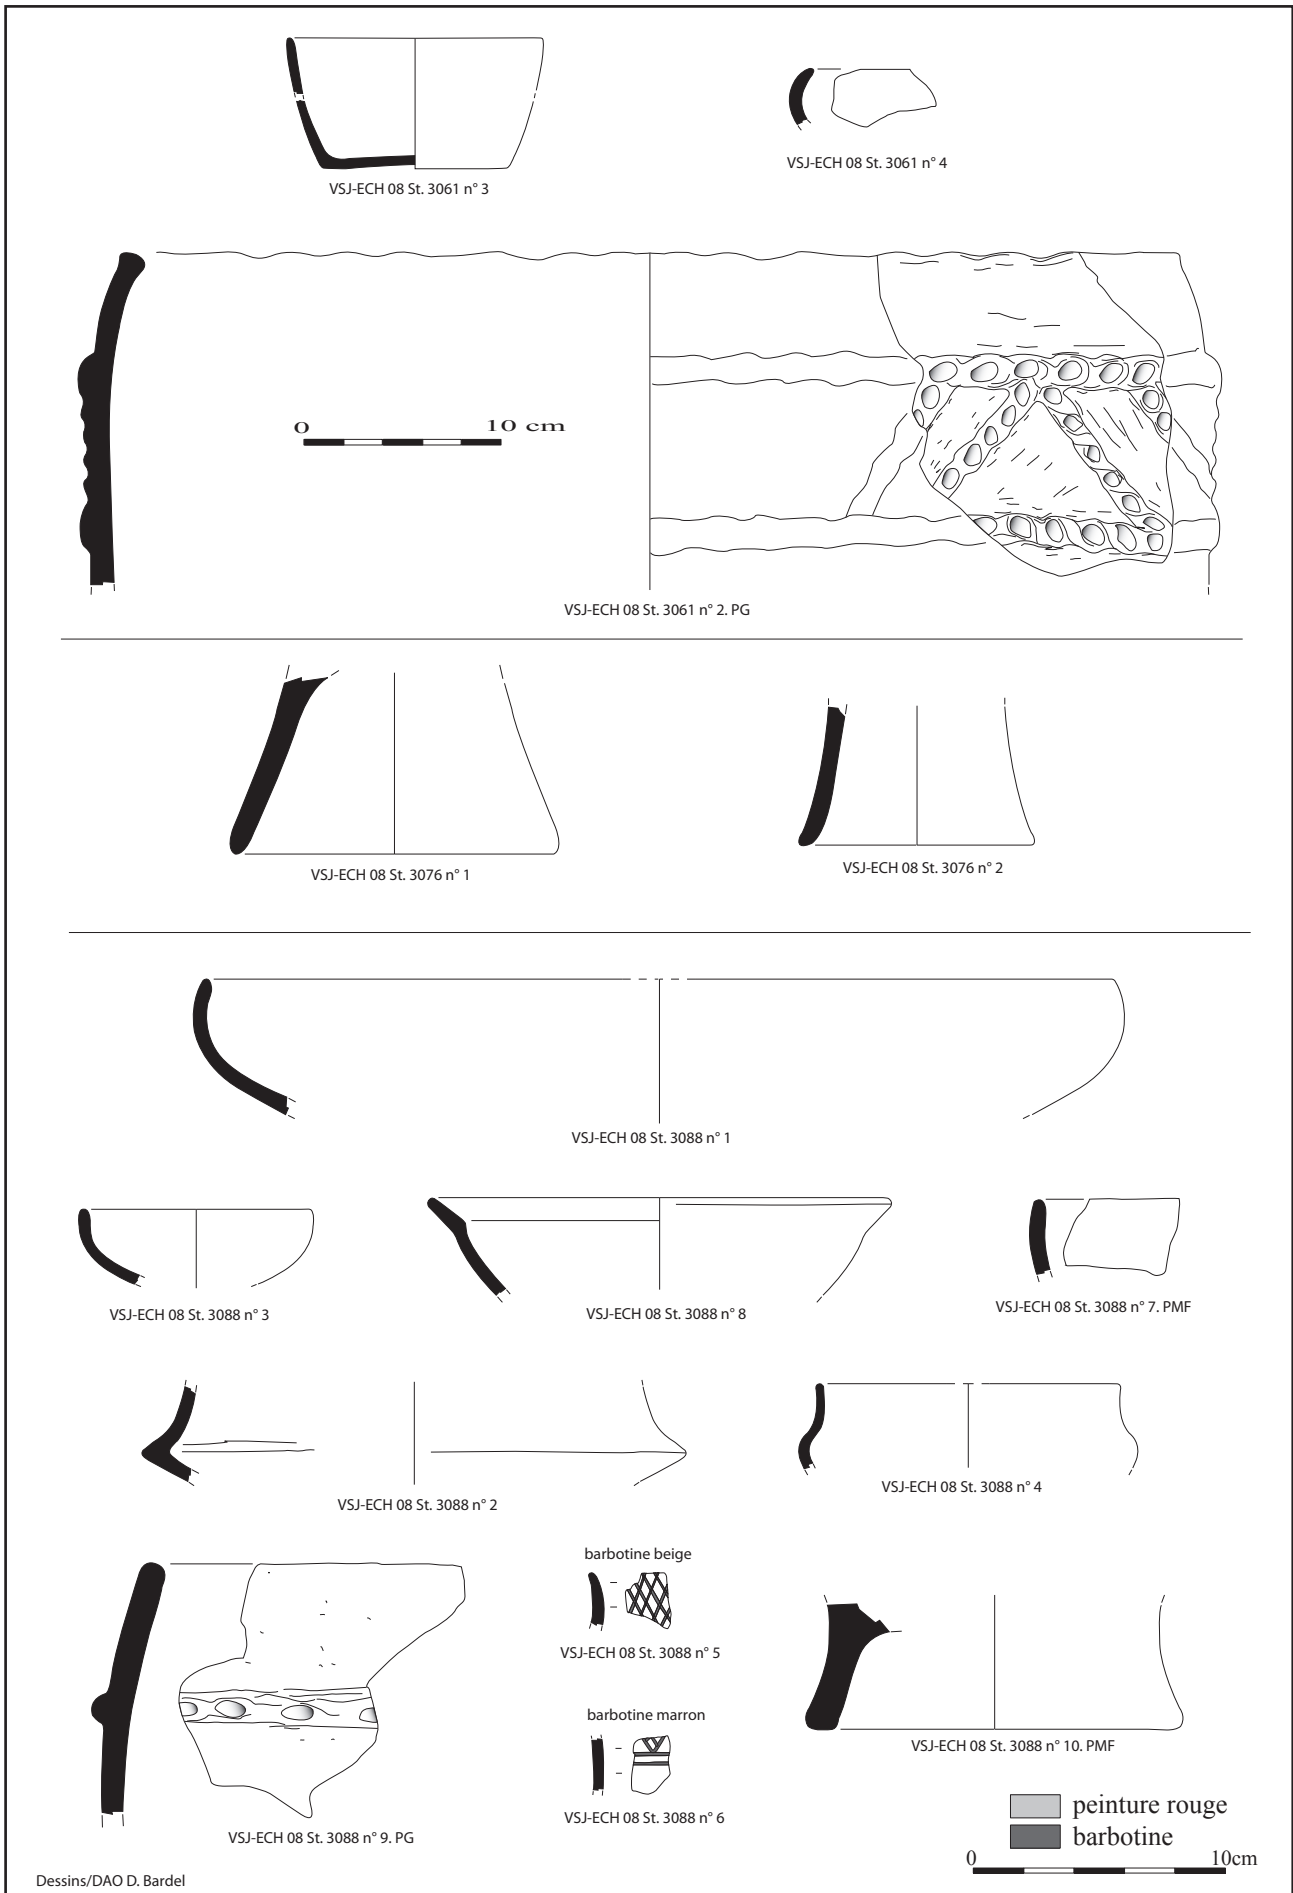 VSJ-ECH 08 St. 3061 n° 3
VSJ-ECH 08 St. 3061 n° 4
0 10 cm
VSJ-ECH 08 St. 3061 n° 2. PG
VSJ-ECH 08 St. 3076 n° 1
VSJ-ECH 08 St. 3076 n° 2
VSJ-ECH 08 St. 3088 n° 1
VSJ-ECH 08 St. 3088 n° 3
VSJ-ECH 08 St. 3088 n° 8
VSJ-ECH 08 St. 3088 n° 7. PMF
VSJ-ECH 08 St. 3088 n° 2
VSJ-ECH 08 St. 3088 n° 4
barbotine beige
VSJ-ECH 08 St. 3088 n° 5
barbotine marron
VSJ-ECH 08 St. 3088 n° 6
VSJ-ECH 08 St. 3088 n° 10. PMF
VSJ-ECH 08 St. 3088 n° 9. PG
peinture rouge
barbotine
0 10cm
Dessins/DAO D. Bardel